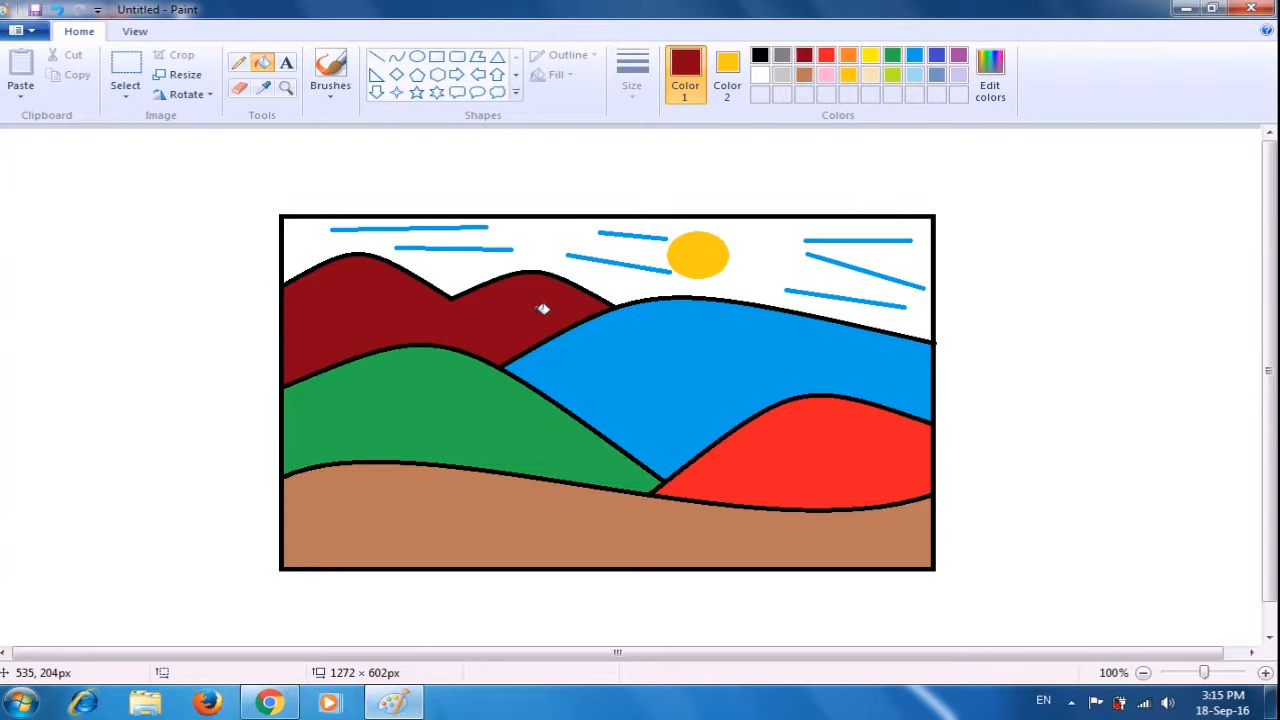 Untitled - Paint
Home
View
Paste
Cut
Copy
Clipboard
Select
Crop
Resize
Rotate
Image
A
Tools
Brushes
Outline
Fill
Shapes
Size
Color 1
Color 2
Edit colors
Colors
535, 204px
1272 × 602px
100%
EN
3:15 PM
18-Sep-16